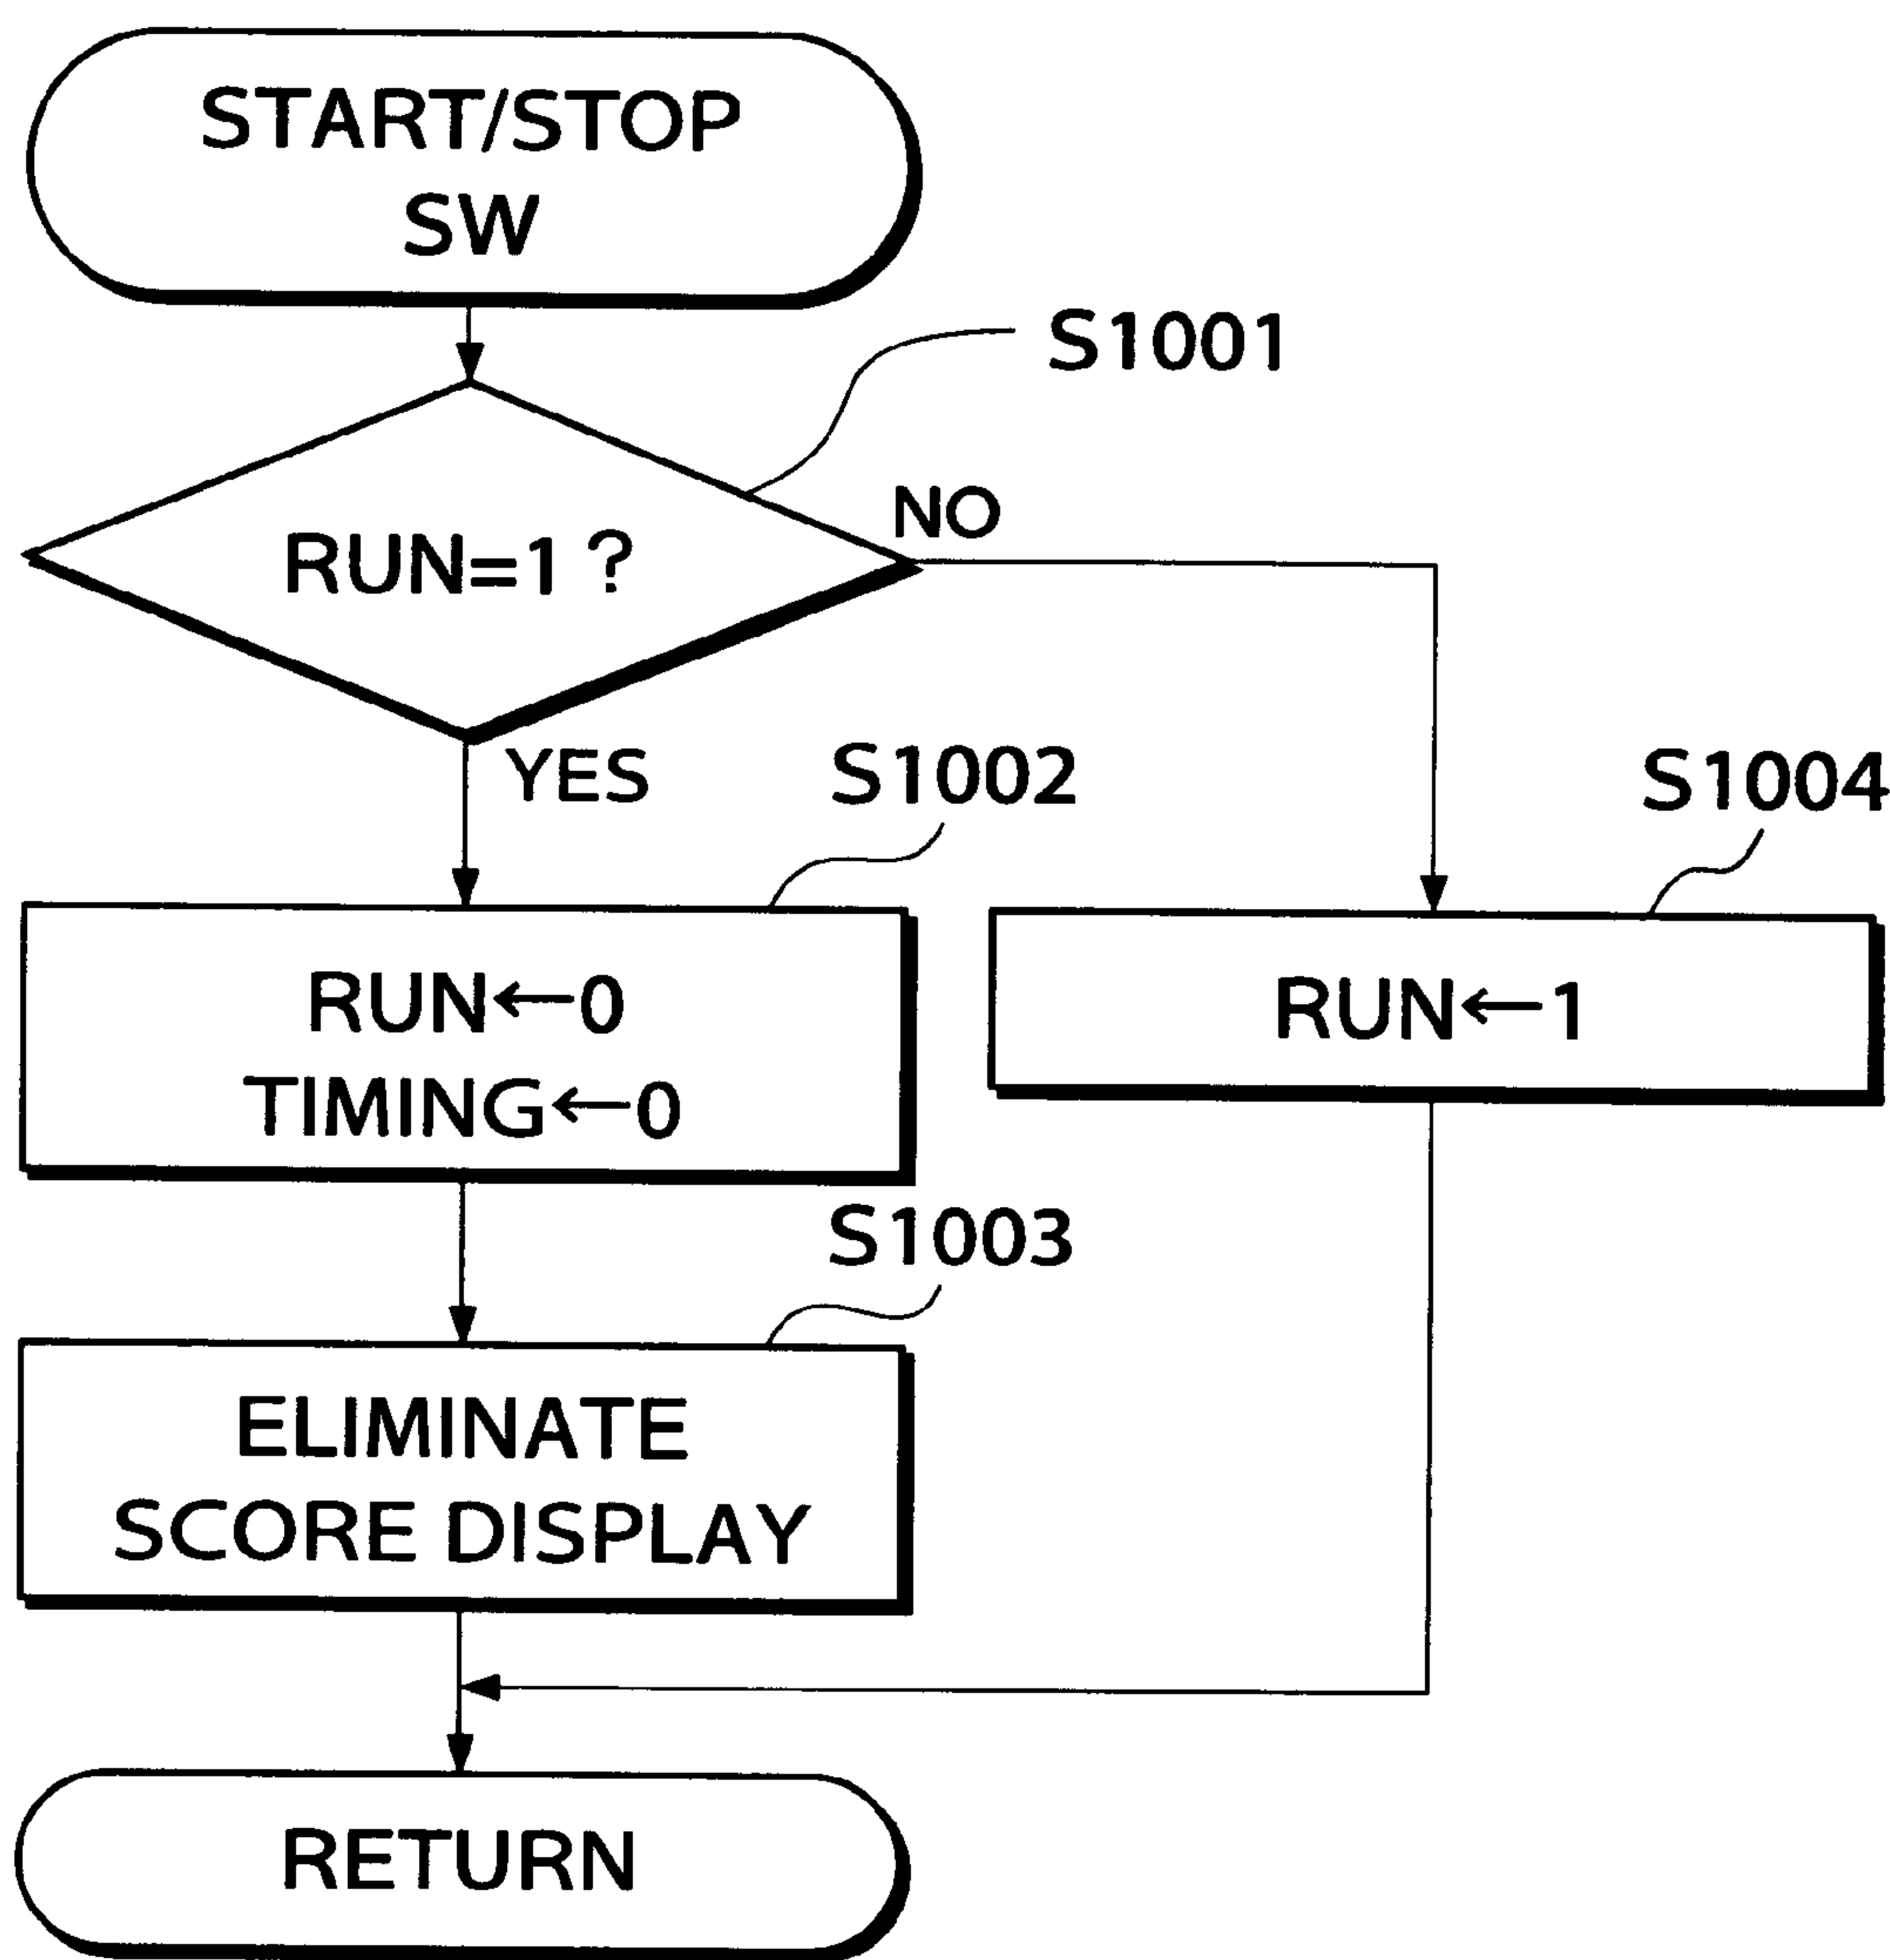 START/STOP
SW
S1001
RUN=1 ?
NO
YES
S1002
S1004
RUN←0
TIMING←0
RUN←1
S1003
ELIMINATE
SCORE DISPLAY
RETURN